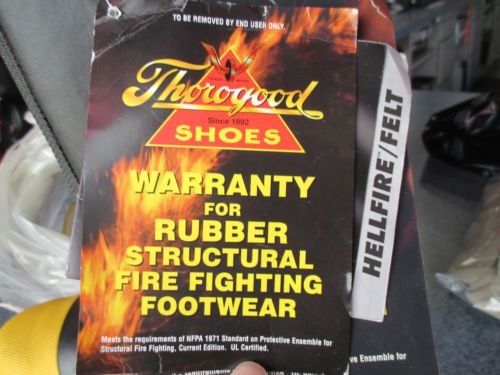 TO BE REMOVED BY END USER ONLY.
TRADE MARK
Thorogood
Since 1892
SHOES
WARRANTY
FOR
RUBBER
STRUCTURAL
FIRE FIGHTING
FOOTWEAR
Meets the requirements of NFPA 1971 Standard on Protective Ensemble for
Structural Fire Fighting, Current Edition. UL Certified.
HELLFIRE/FELT
e Ensemble for